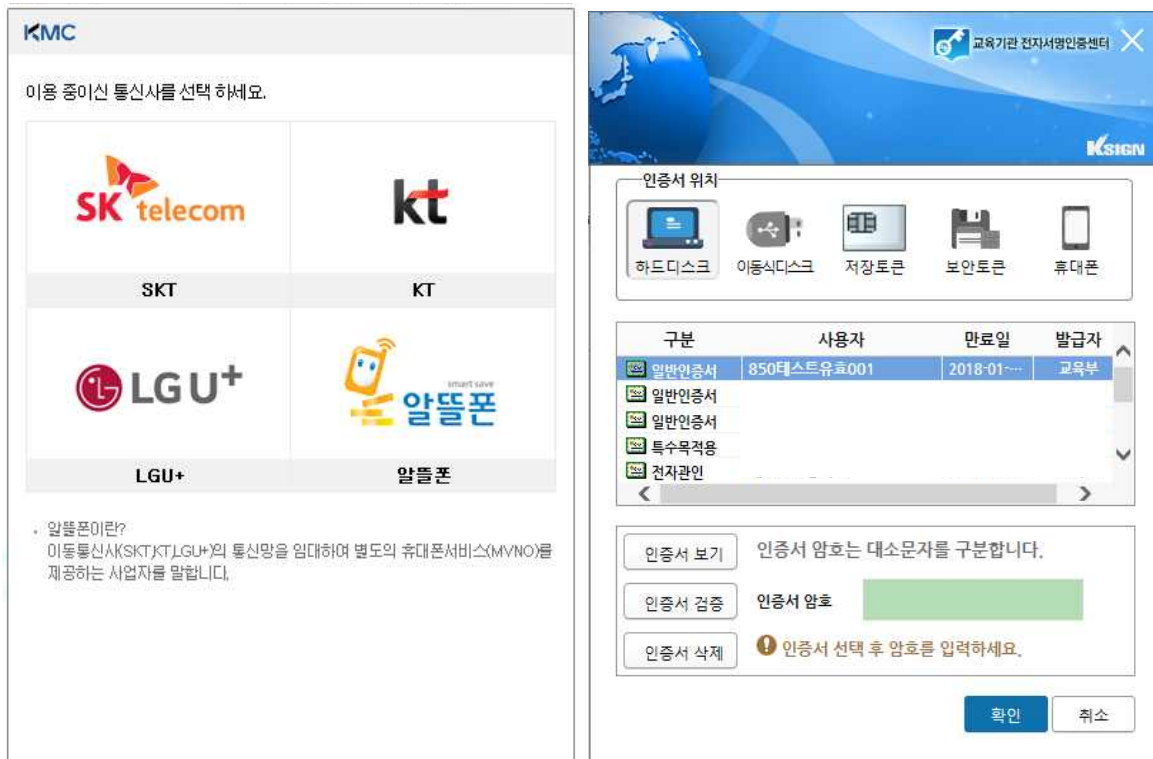 KMC
이용 중이신 통신사를 선택 하세요.
SK telecom
kt
SKT
KT
LG U+
smart save
알뜰폰
LGU+
알뜰폰
. 알뜰폰이란?
이동통신사(SKT,KT,LGU+)의 통신망을 임대하여 별도의 휴대폰서비스(MVNO)를
제공하는 사업자를 말합니다.
교육기관 전자서명인증센터
KSIGN
인증서 위치
하드디스크 이동식디스크 저장토큰 보안토큰 휴대폰
구분 사용자 만료일 발급자
일반인증서 850테스트유효001 2018-01-... 교육부
일반인증서
일반인증서
특수목적용
전자관인
인증서 보기 인증서 암호는 대소문자를 구분합니다.
인증서 검증 인증서 암호
인증서 삭제 인증서 선택 후 암호를 입력하세요.
확인 취소